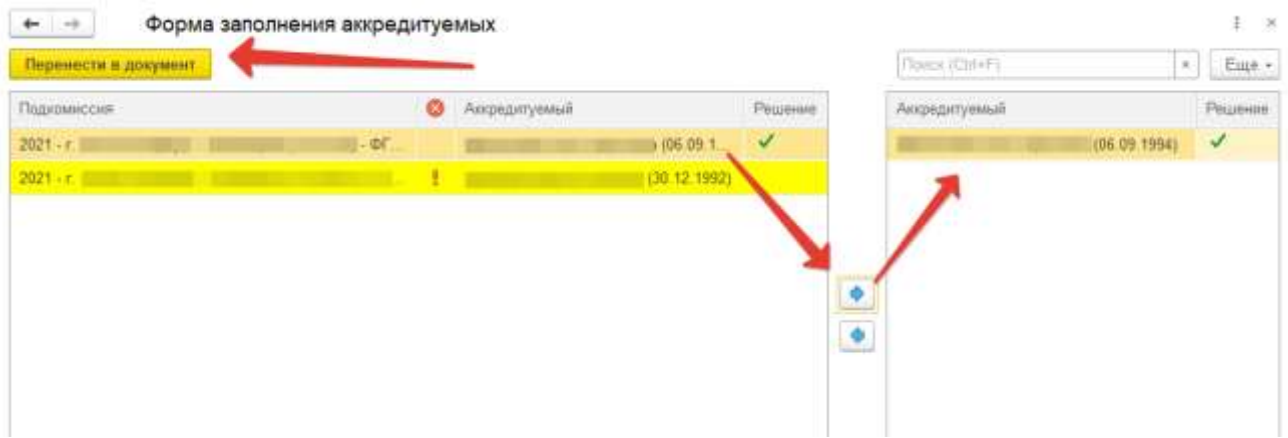 Форма заполнения аккредитуемых
Перенести в документ
Поиск (Ctrl+F)
×
Еще
Подкомиссия Аккредитуемый Решение
Аккредитуемый Решение
2021 - г. - ФГ... (06.09.1...
(06.09.1994)
2021 - г. ... ! (30.12.1992)